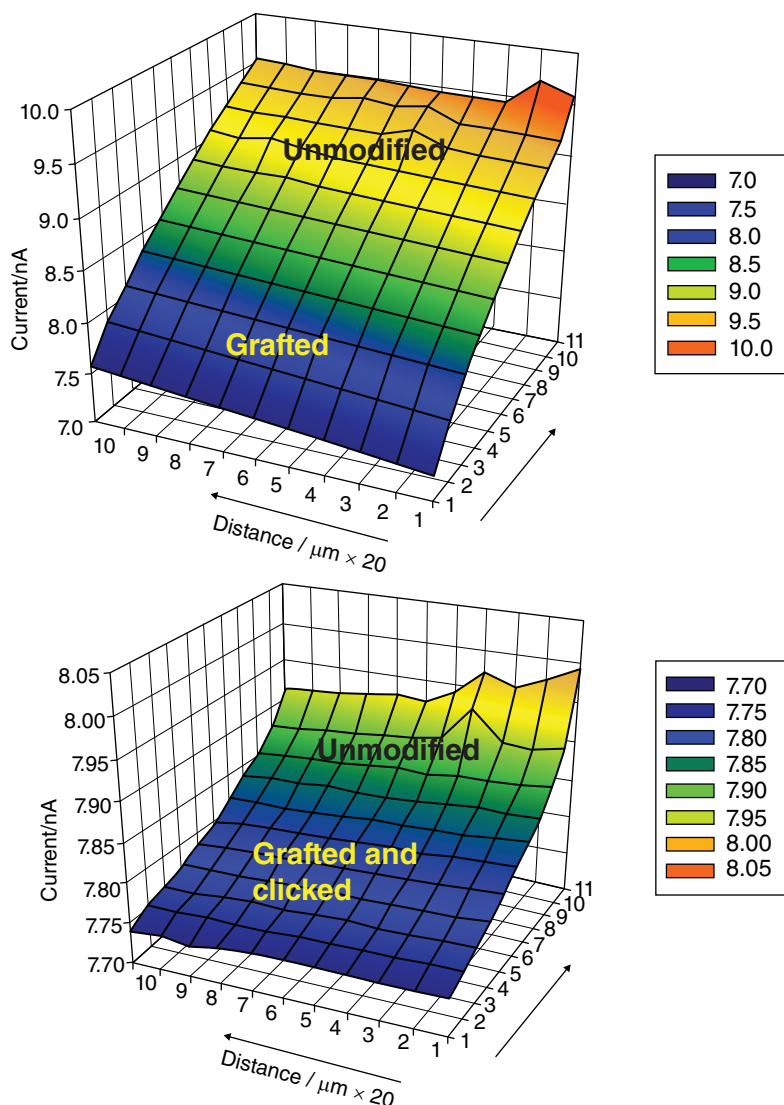 10.0
9.5
9.0
8.5
8.0
7.5
7.0
Current/nA
Unmodified
Grafted
10 9 8 7 6 5 4 3 2 1
1 2 3 4 5 6 7 8 9 10 11
Distance / μm × 20
7.0
7.5
8.0
8.5
9.0
9.5
10.0
8.05
8.00
7.95
7.90
7.85
7.80
7.75
7.70
Current/nA
Unmodified
Grafted and
clicked
10 9 8 7 6 5 4 3 2 1
1 2 3 4 5 6 7 8 9 10 11
Distance / μm × 20
7.70
7.75
7.80
7.85
7.90
7.95
8.00
8.05